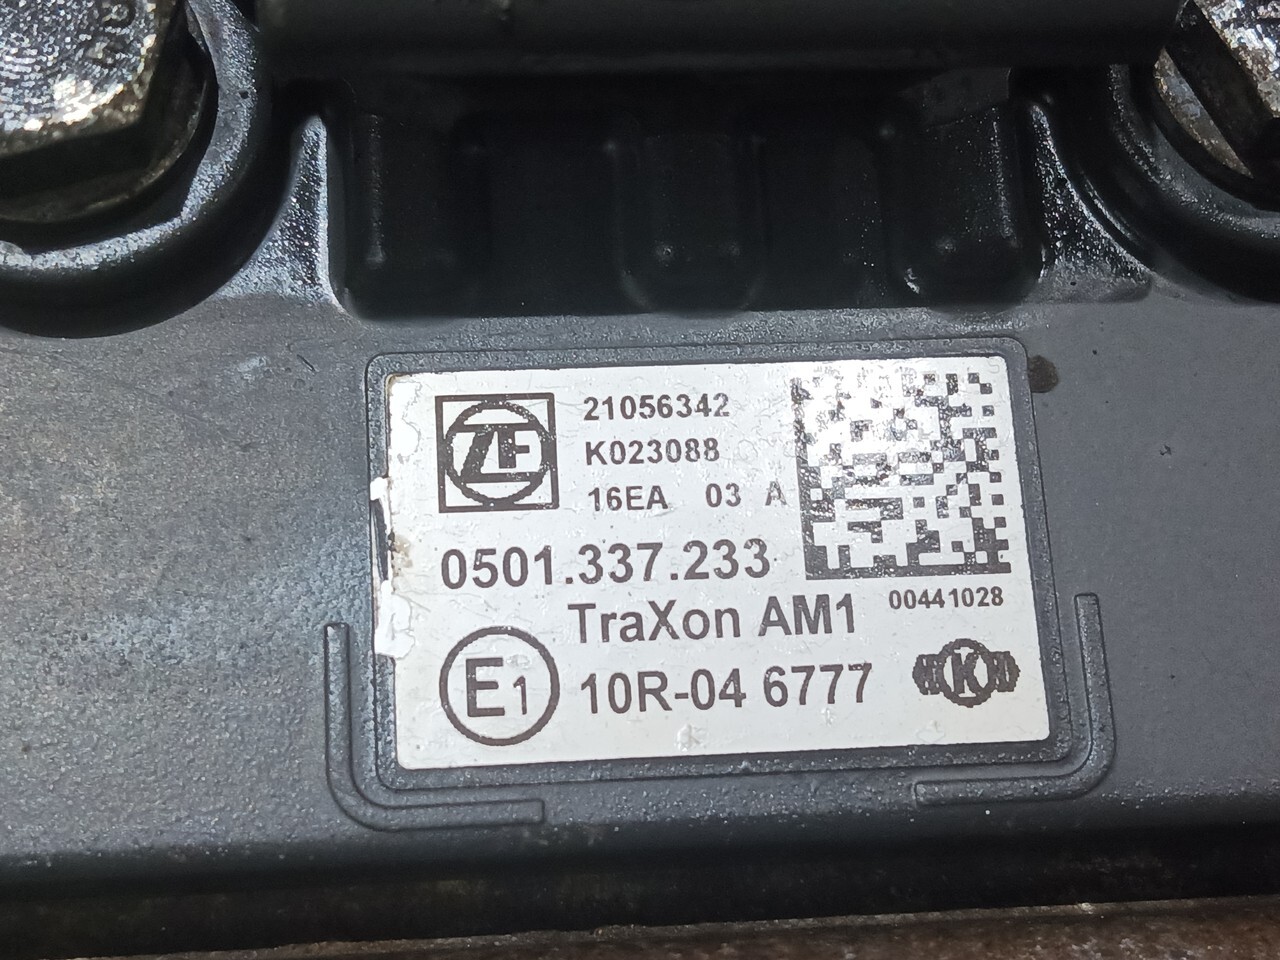 ZF
21056342
K023088
16EA 03 A
0501.337.233
00441028
TraXon AM1
E1
10R-04 6777
K